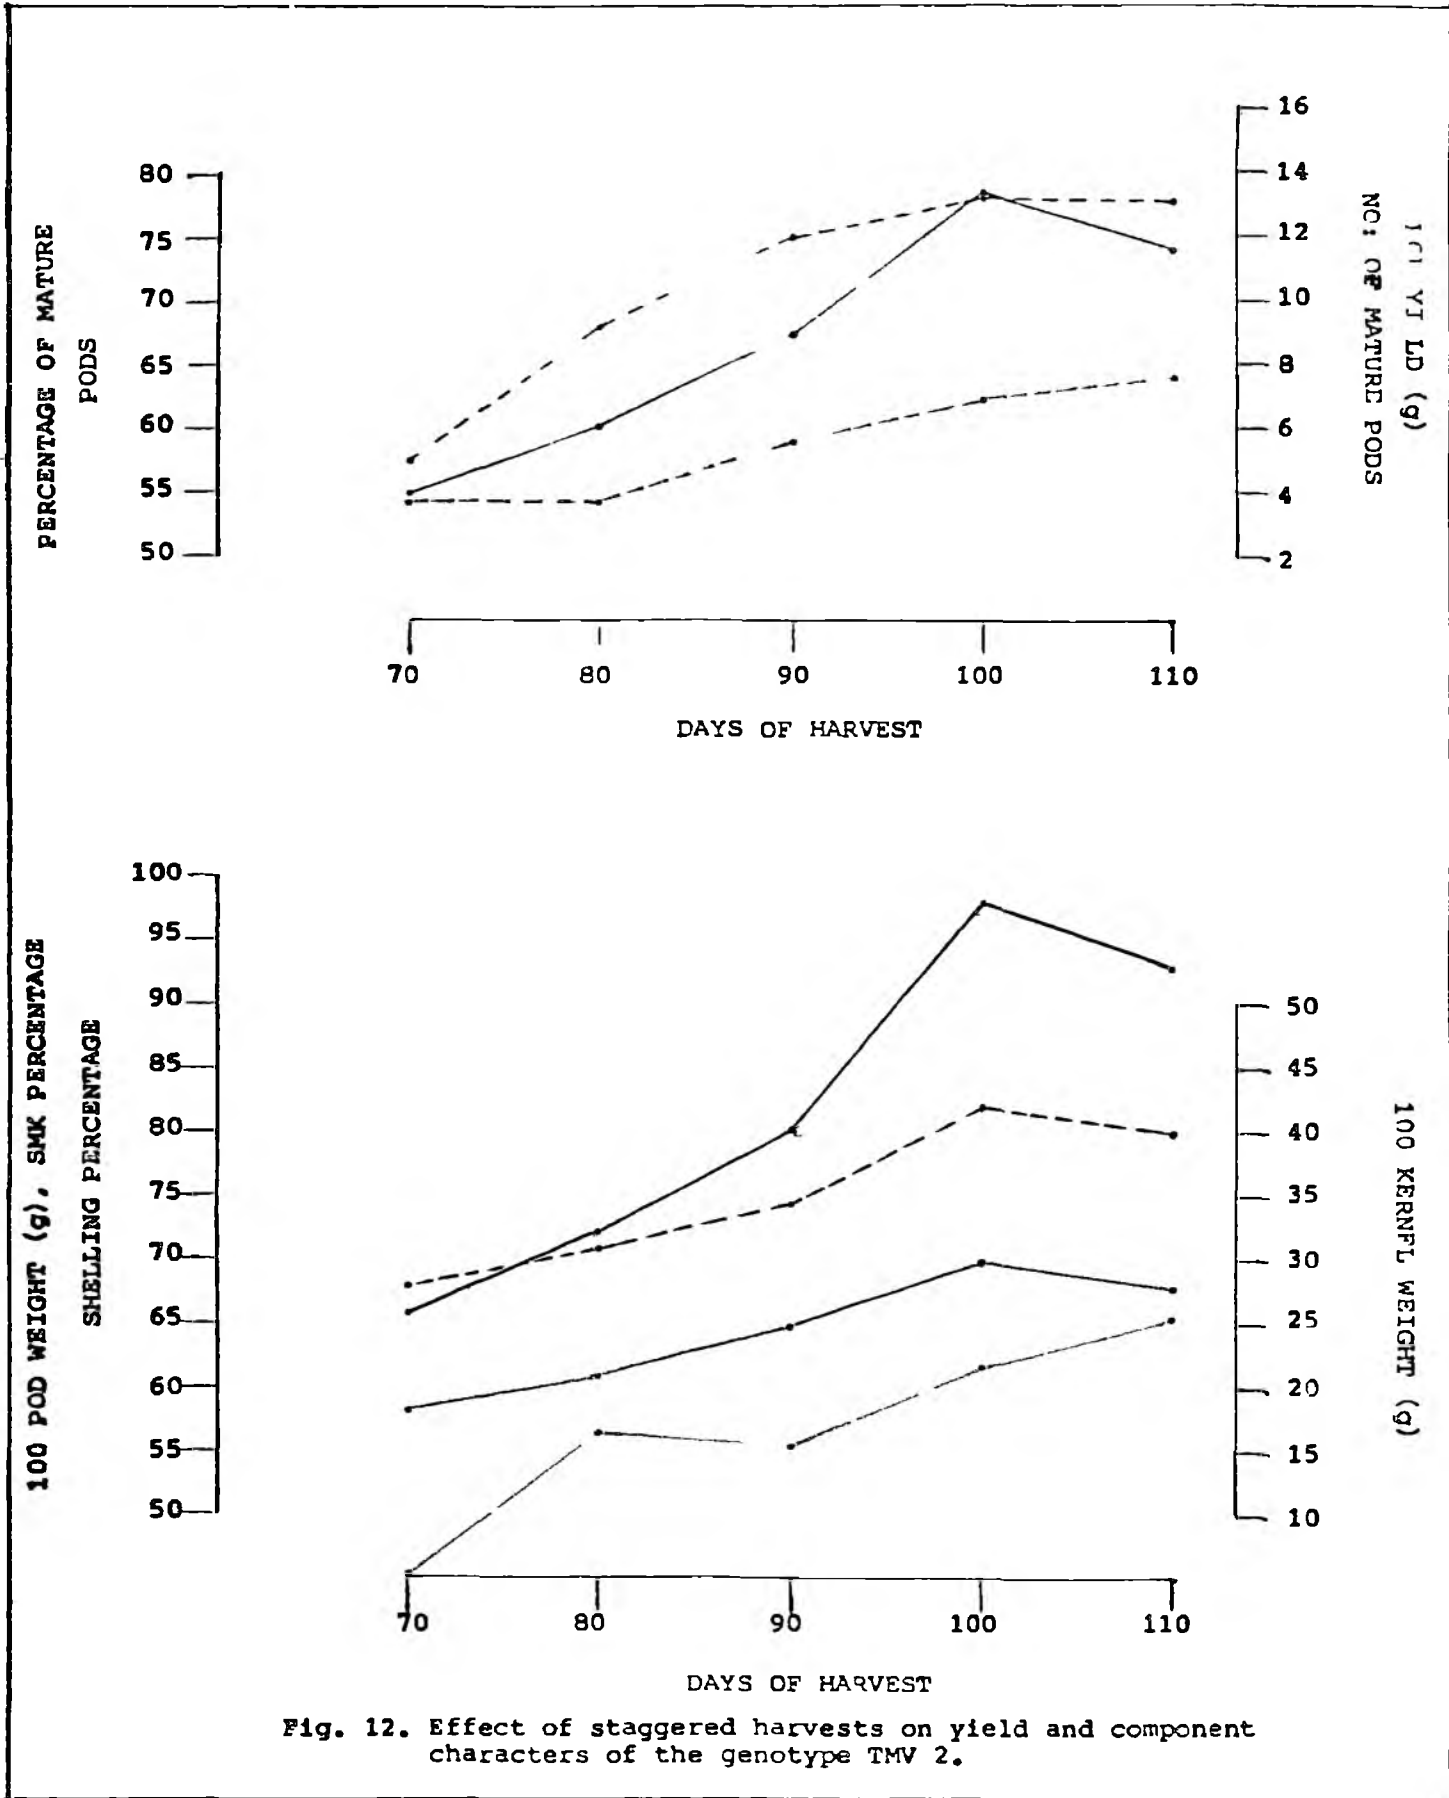 PERCENTAGE OF MATURE
PODS
80
75
70
65
60
55
50
16
14
12
10
8
6
4
2
NO: OF MATURE PODS
LD (g)
70 80 90 100 110
DAYS OF HARVEST
100 POD WEIGHT (g), SMK PERCENTAGE
SHELLING PERCENTAGE
100
95
90
85
80
75
70
65
60
55
50
50
45
40
35
30
25
20
15
10
100 KERNFL WEIGHT (g)
70 80 90 100 110
DAYS OF HARVEST
Fig. 12. Effect of staggered harvests on yield and component
characters of the genotype TMV 2.